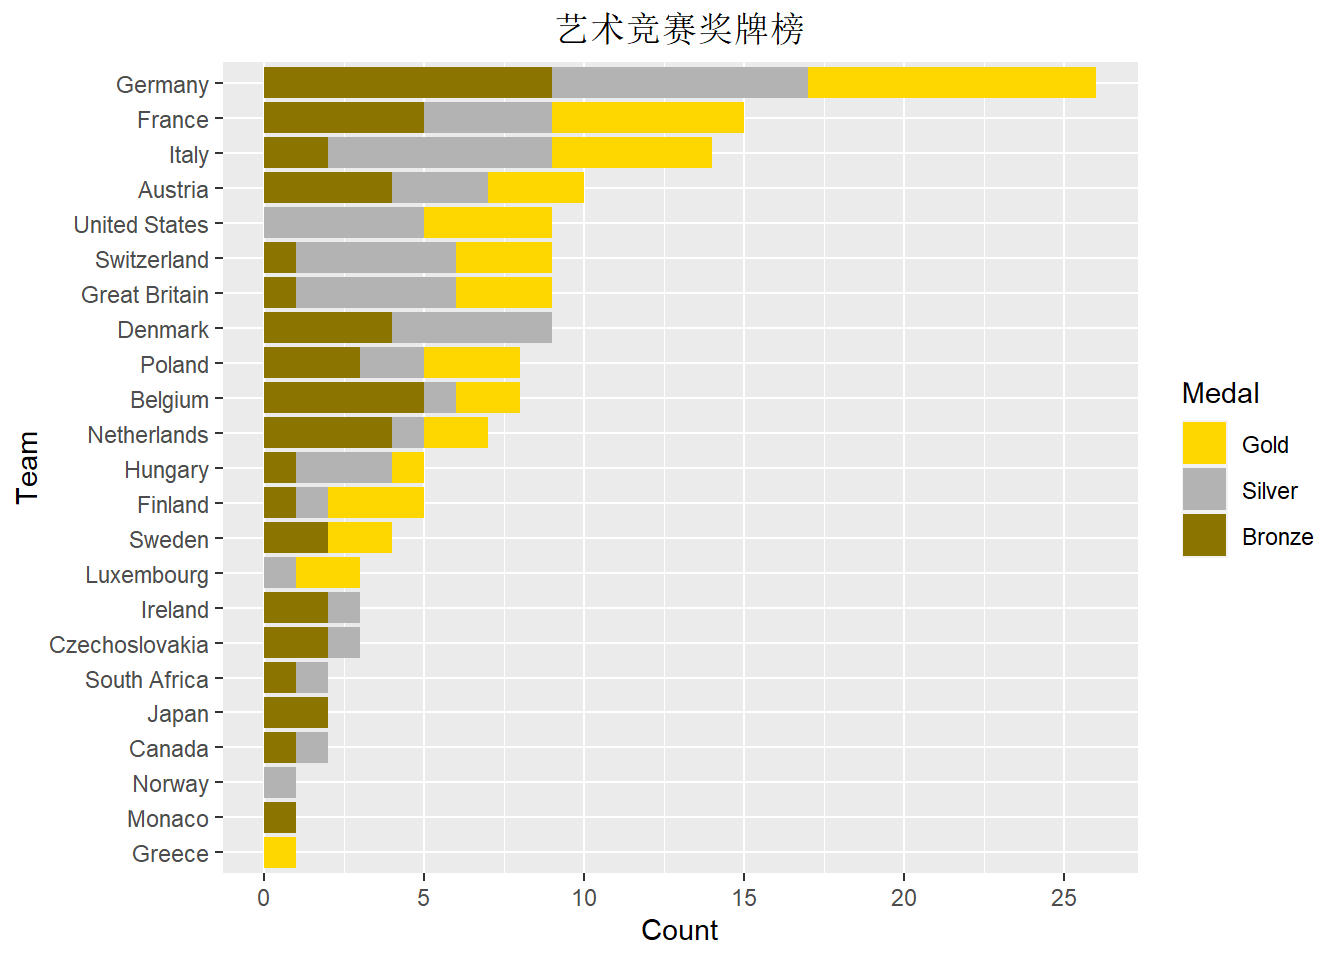 艺术竞赛奖牌榜
Germany
France
Italy
Austria
United States
Switzerland
Great Britain
Denmark
Poland
Belgium
Netherlands
Hungary
Finland
Sweden
Luxembourg
Ireland
Czechoslovakia
South Africa
Japan
Canada
Norway
Monaco
Greece
Team
0 5 10 15 20 25
Count
Medal
Gold
Silver
Bronze